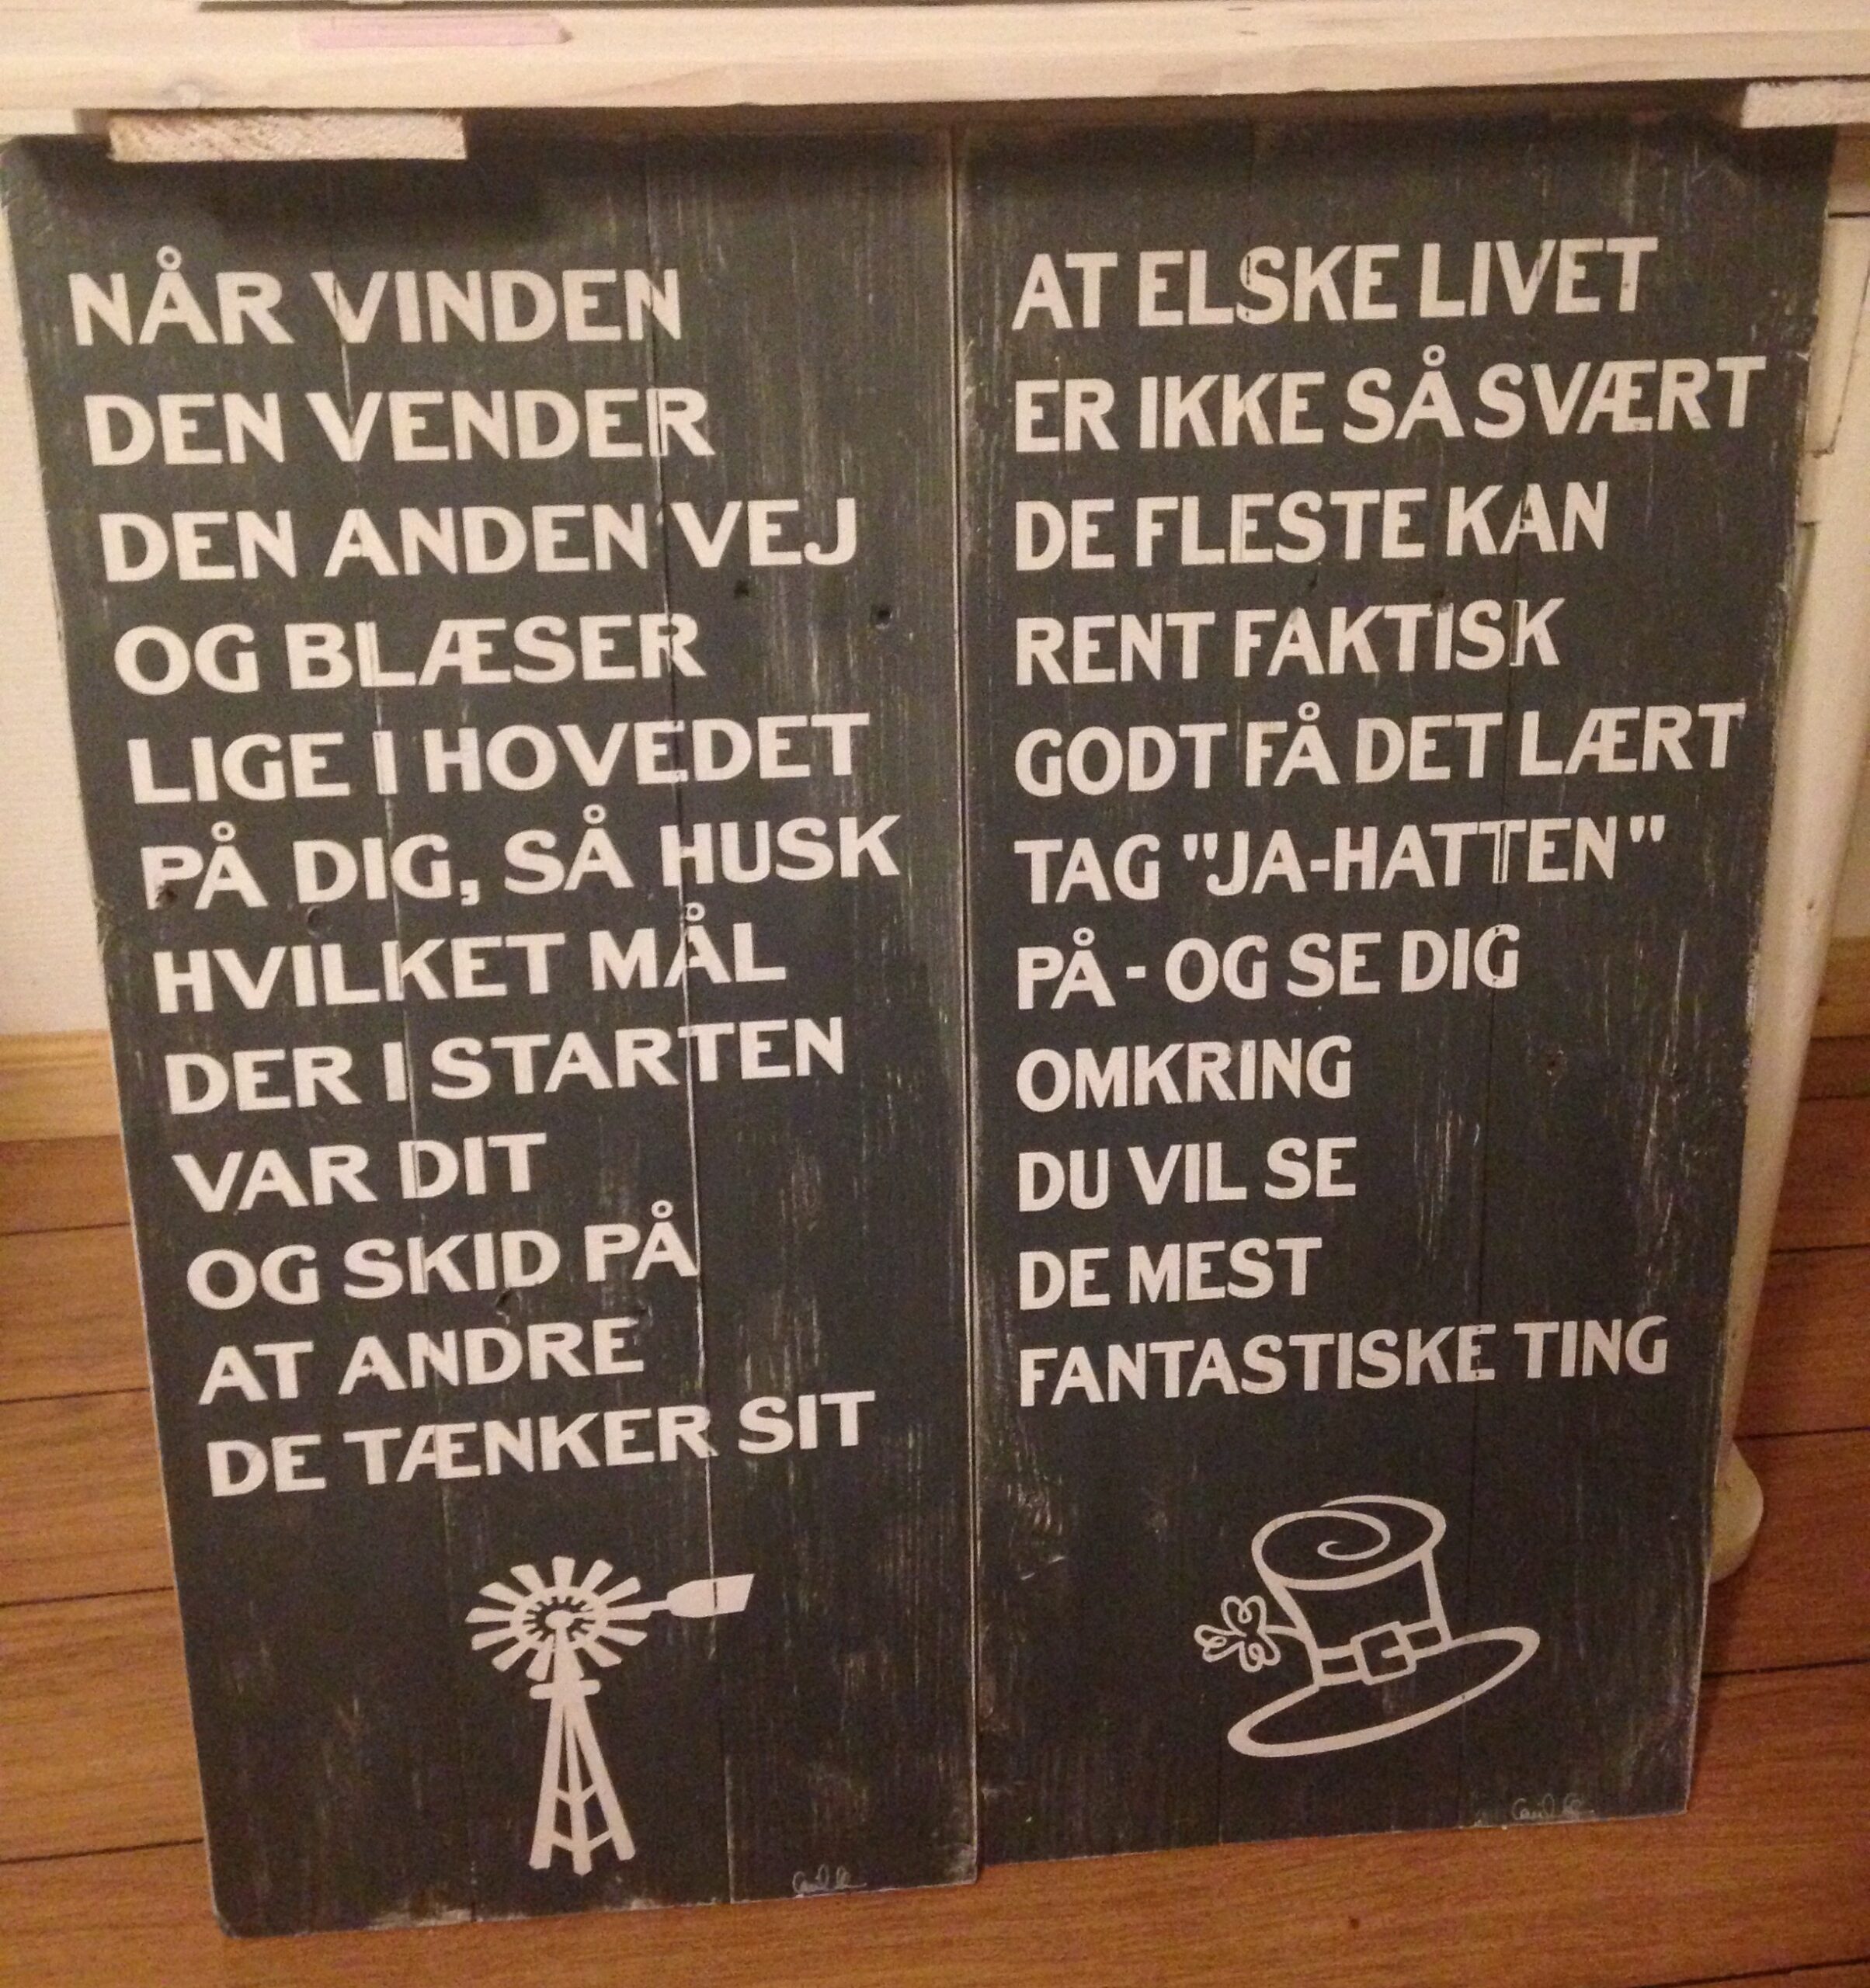 NÅR VINDEN
DEN VENDER
DEN ANDEN VEJ
OG BLÆSER
LIGE I HOVEDET
PÅ DIG, SÅ HUSK
HVILKET MÅL
DER I STARTEN
VAR DIT
OG SKID PÅ
AT ANDRE
DE TÆNKER SIT
AT ELSKE LIVET
ER IKKE SÅ SVÆRT
DE FLESTE KAN
RENT FAKTISK
GODT FÅ DET LÆRT
TAG "JA-HATTEN"
PÅ - OG SE DIG
OMKRING
DU VIL SE
DE MEST
FANTASTISKE TING